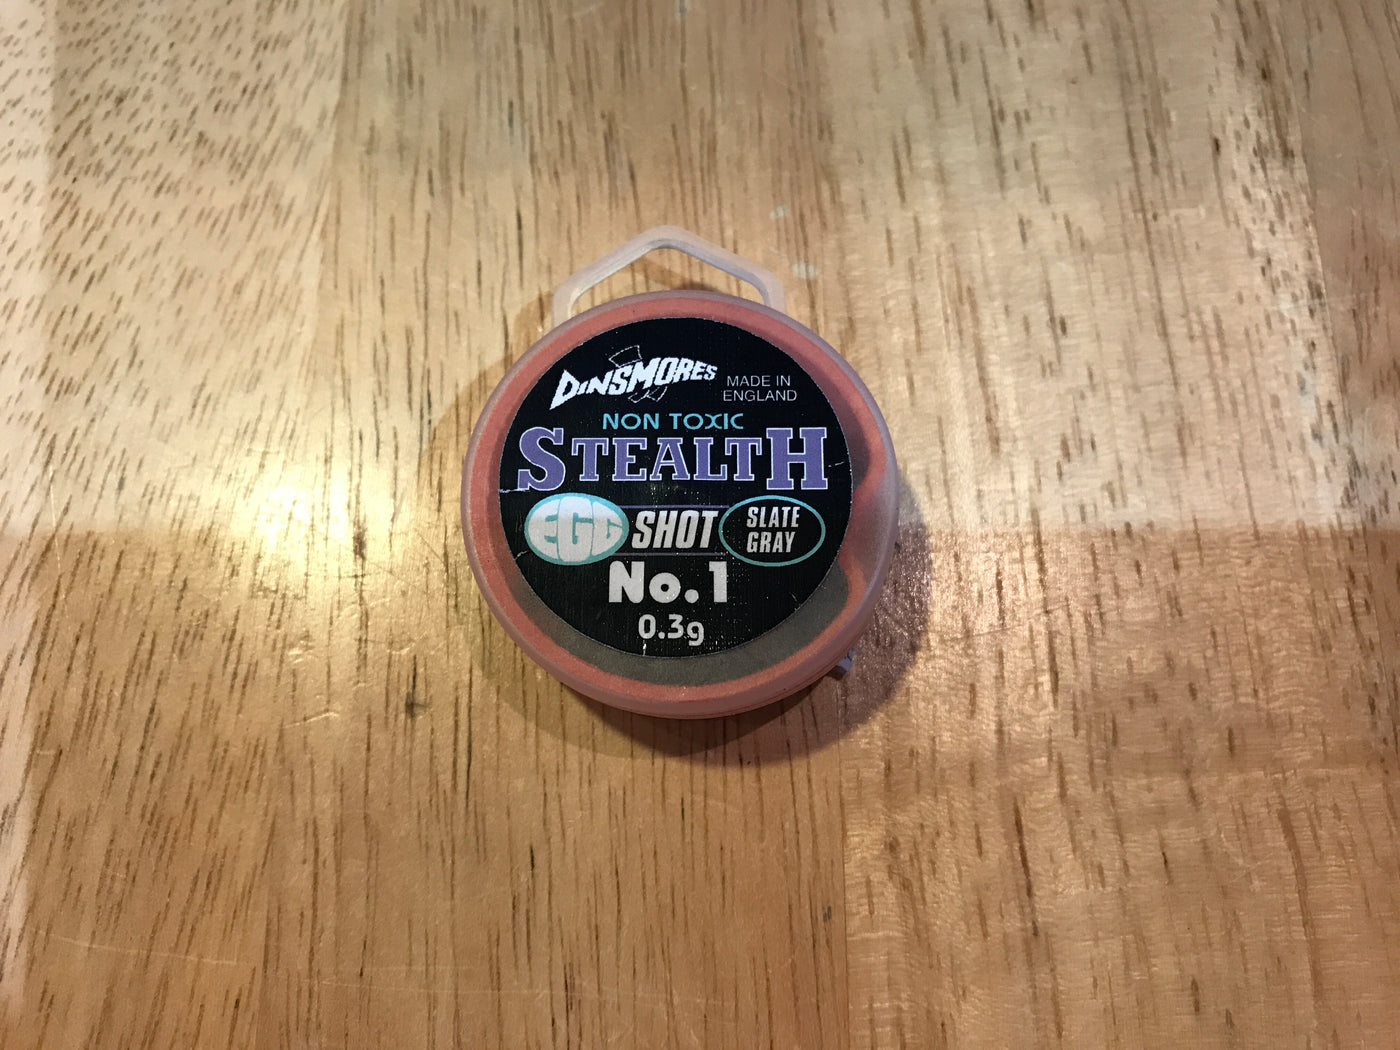 DINSMORES
MADE IN
ENGLAND
NON TOXIC
STEALTH
EGG SHOT SLATE
GRAY
No.1
0.3g